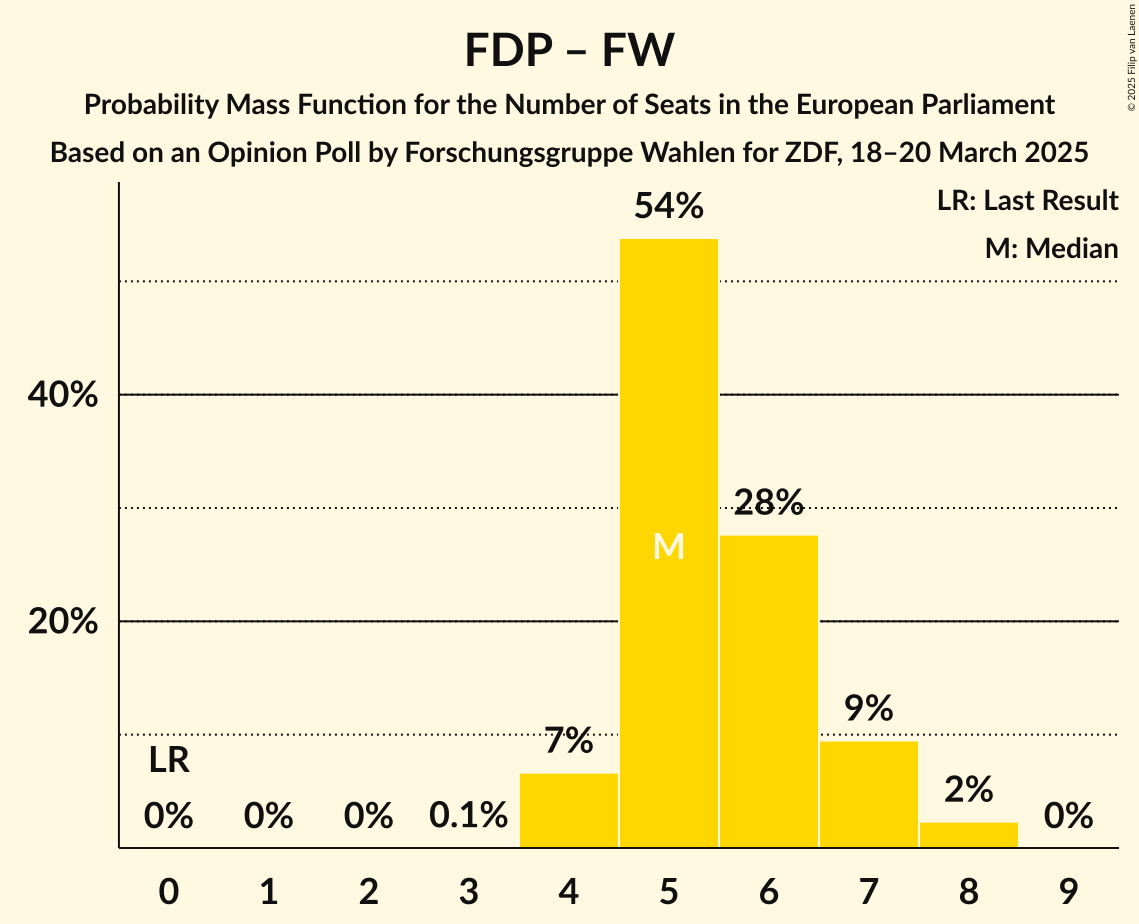 FDP – FW
Probability Mass Function for the Number of Seats in the European Parliament
Based on an Opinion Poll by Forschungsgruppe Wahlen for ZDF, 18–20 March 2025
© 2025 Filip van Laenen
LR: Last Result
M: Median
54%
40%
28%
M
20%
9%
7%
LR
2%
0%
0%
0%
0.1%
0%
0
1
2
3
4
5
6
7
8
9